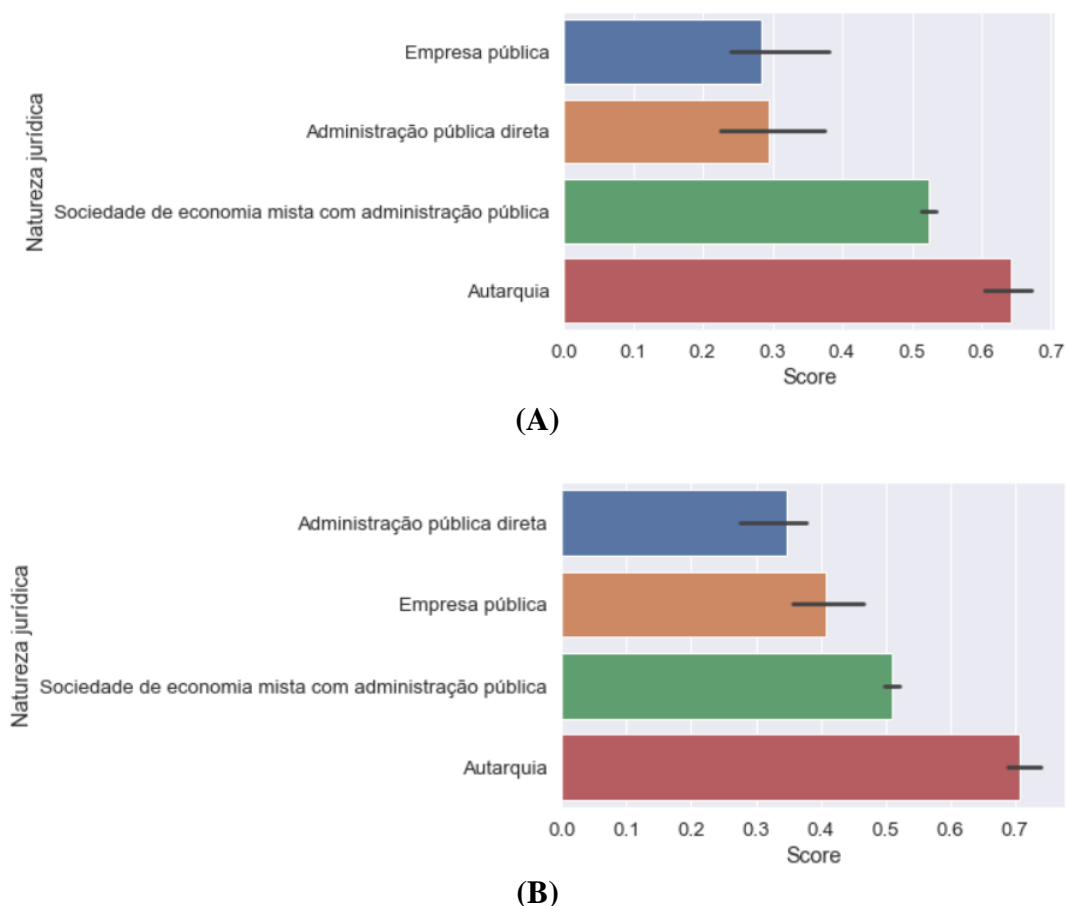 Natureza jurídica
Empresa pública
Administração pública direta
Sociedade de economia mista com administração pública
Autarquia
0.0 0.1 0.2 0.3 0.4 0.5 0.6 0.7
Score
(A)
Natureza jurídica
Administração pública direta
Empresa pública
Sociedade de economia mista com administração pública
Autarquia
0.0 0.1 0.2 0.3 0.4 0.5 0.6 0.7
Score
(B)